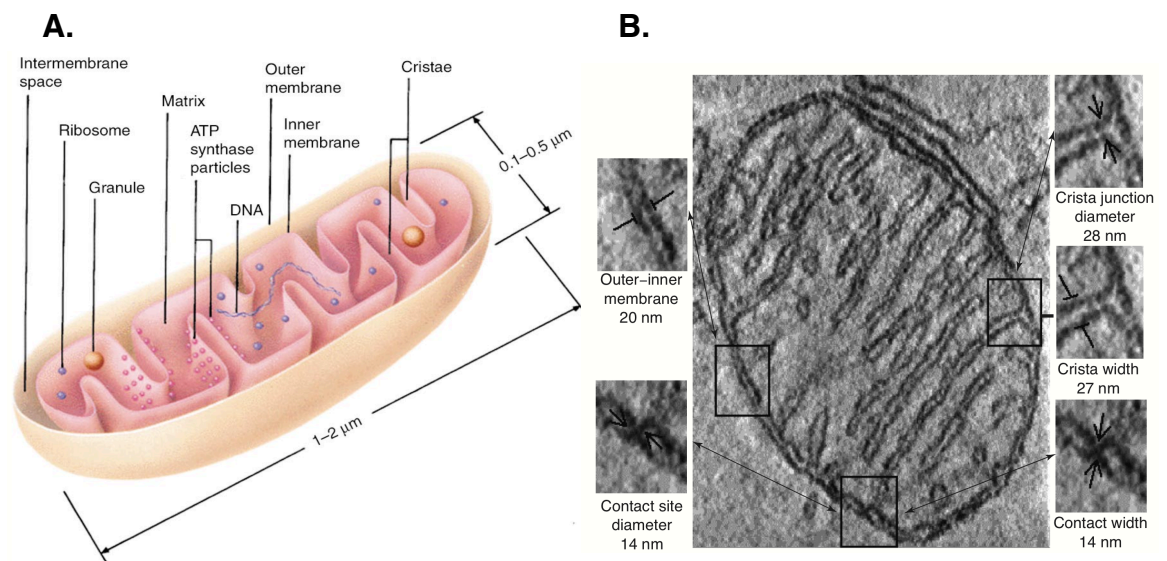 A.
Intermembrane
space
Ribosome
Granule
Matrix
ATP
synthase
particles
DNA
Outer
membrane
Inner
membrane
Cristae
0.1–0.5 μm
1–2 μm
B.
Outer–inner
membrane
20 nm
Contact site
diameter
14 nm
Crista junction
diameter
28 nm
Crista width
27 nm
Contact width
14 nm